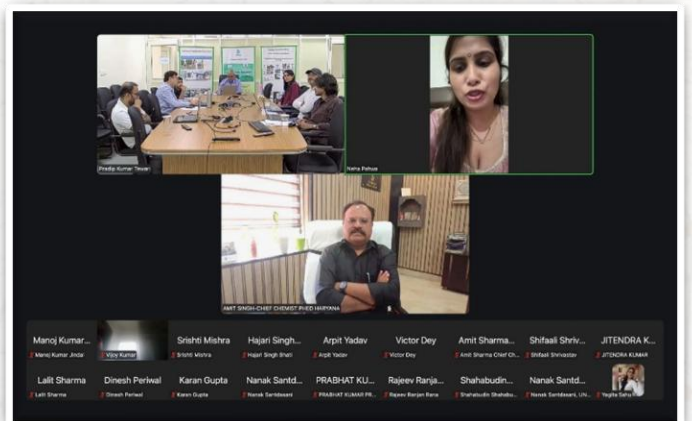 Pradip Kumar Tewari
Neha Pahua
AMIT SINGH-CHIEF CHEMIST PHED HARYANA
Manoj Kumar...
Manoj Kumar Jindal
Vijay Kumar
Srishti Mishra
Srishti Mishra
Hajari Singh...
Hajari Singh Bhati
Arpit Yadav
Arpit Yadav
Victor Dey
Victor Dey
Amit Sharma...
Amit Sharma Chief Ch...
Shifaali Shriv...
Shifaali Shrivastav
JITENDRA K...
JITENDRA KUMAR
Lalit Sharma
Lalit Sharma
Dinesh Periwal
Dinesh Periwal
Karan Gupta
Karan Gupta
Nanak Santd...
Nanak Santdasani
PRABHAT KU...
PRABHAT KUMAR PR...
Rajeev Ranja...
Rajeev Ranjan Rana
Shahabudin...
Shahabudin Shahabu...
Nanak Santd...
Nanak Santdasani, UN...
Yogita Sahu